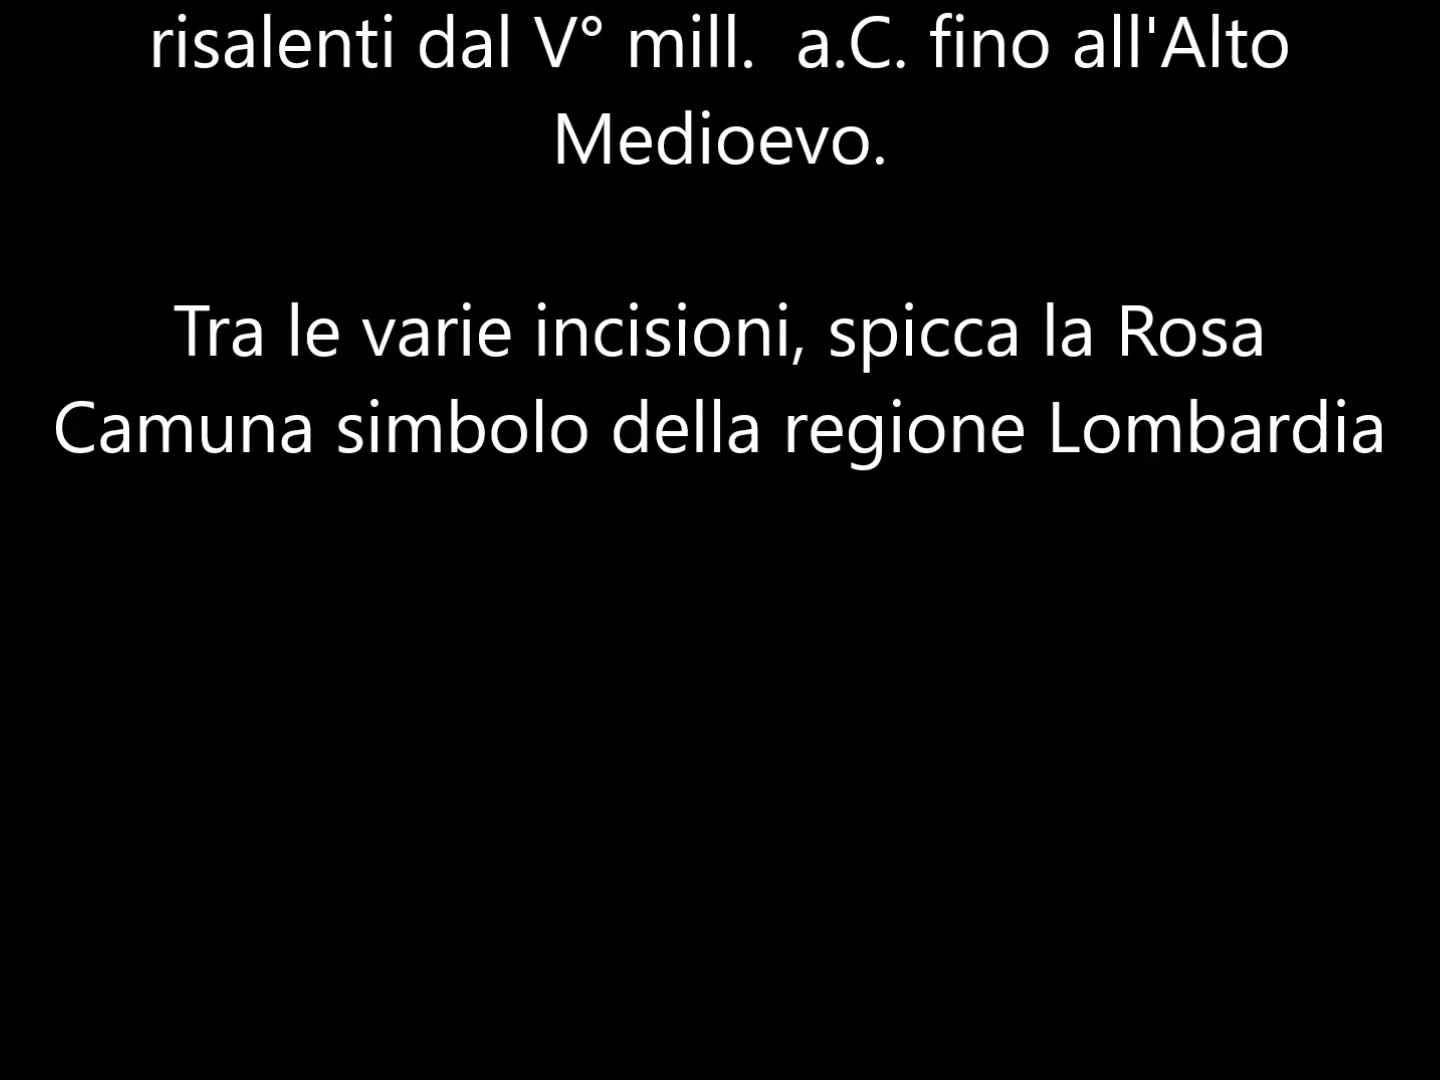 risalenti dal V° mill.  a.C. fino all'Alto
Medioevo.
Tra le varie incisioni, spicca la Rosa
Camuna simbolo della regione Lombardia